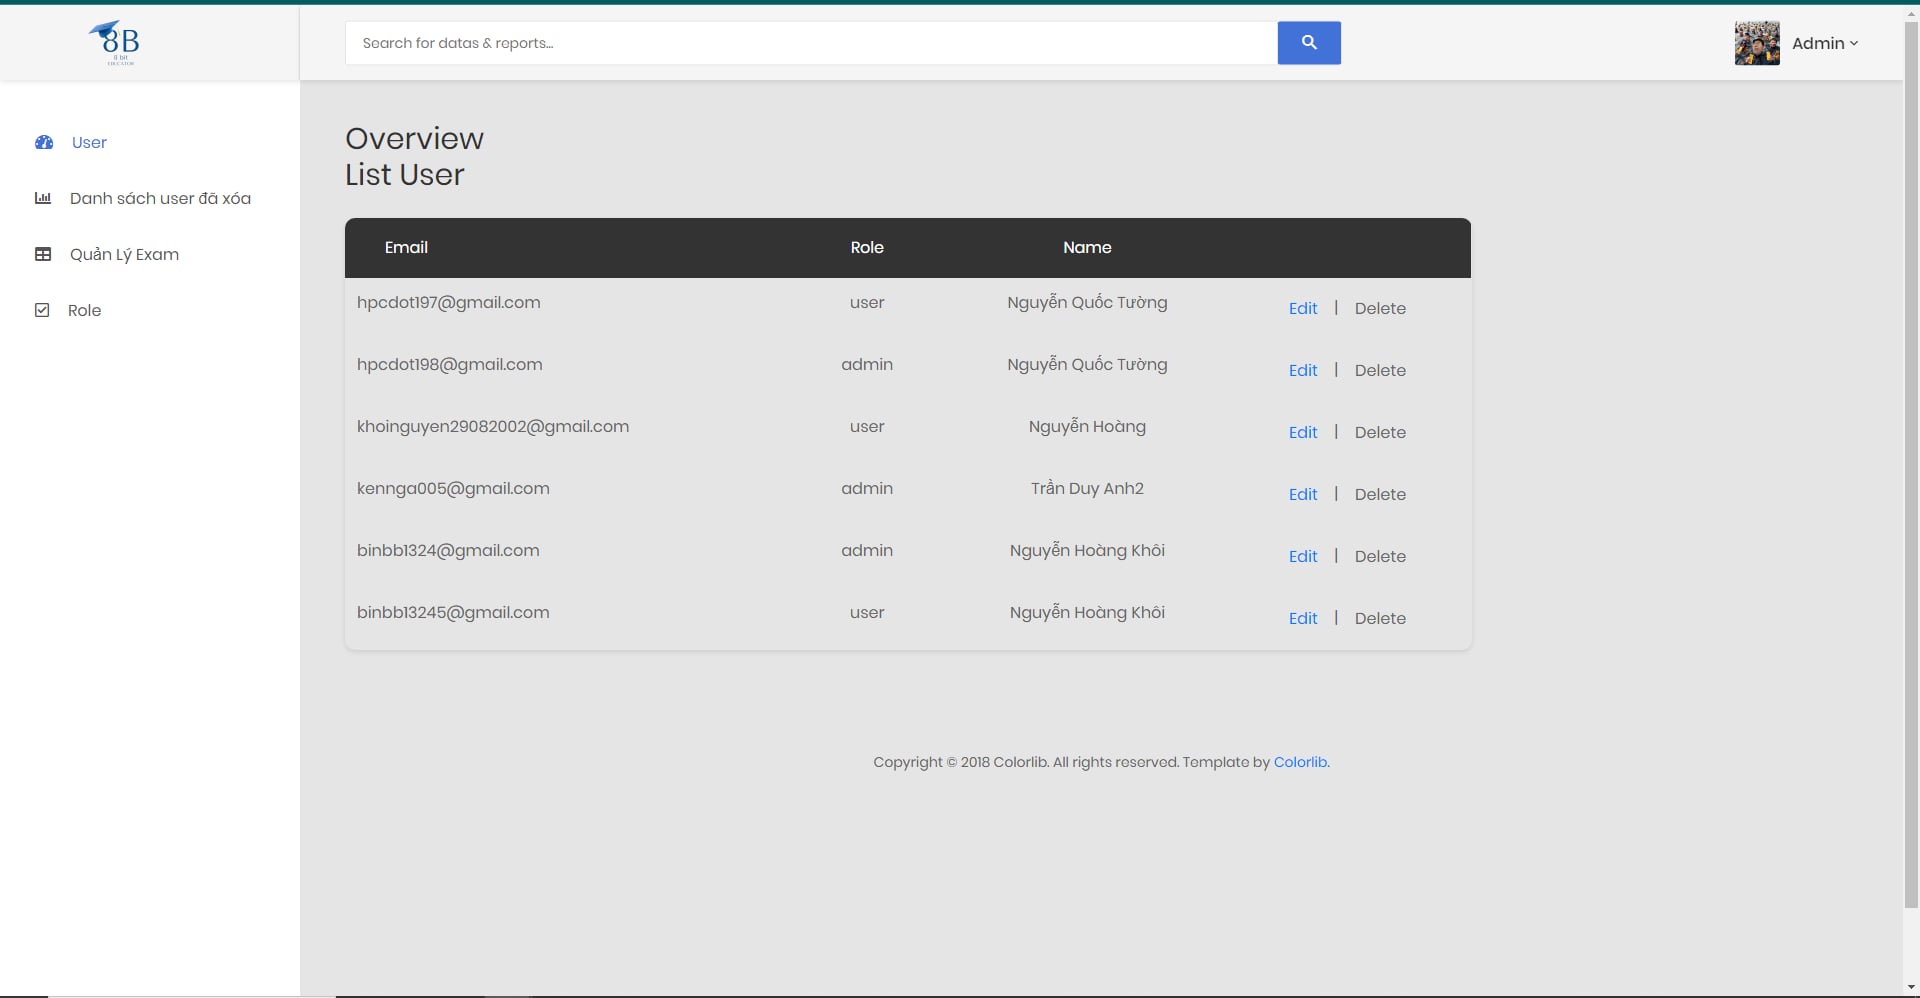 8B
8 bit
EDUCATOR
Search for datas & reports...
Admin
User
Danh sách user đã xóa
Quản Lý Exam
Role
Overview
List User
Email Role Name
hpcdot197@gmail.com user Nguyễn Quốc Tường Edit | Delete
hpcdot198@gmail.com admin Nguyễn Quốc Tường Edit | Delete
khoinguyen29082002@gmail.com user Nguyễn Hoàng Edit | Delete
kennga005@gmail.com admin Trần Duy Anh2 Edit | Delete
binbb1324@gmail.com admin Nguyễn Hoàng Khôi Edit | Delete
binbb13245@gmail.com user Nguyễn Hoàng Khôi Edit | Delete
Copyright © 2018 Colorlib. All rights reserved. Template by Colorlib.